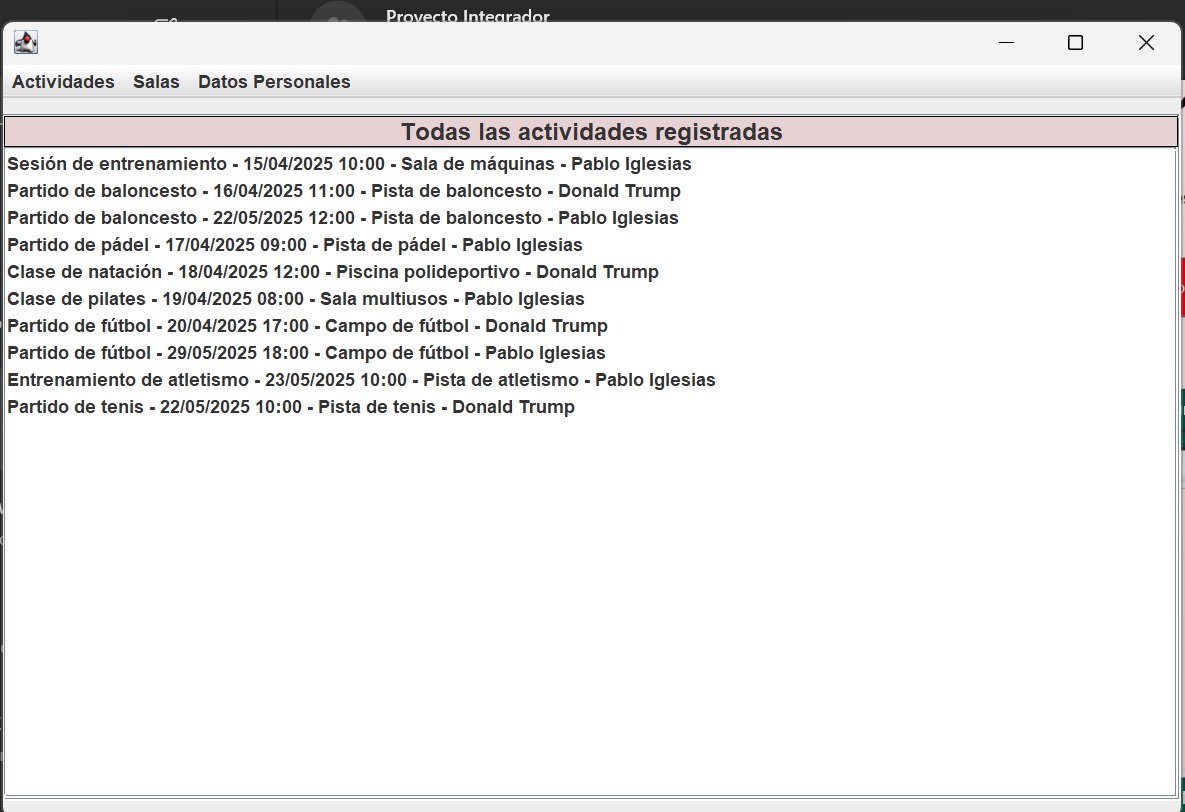 Proyecto Integrador
Actividades Salas Datos Personales
Todas las actividades registradas
Sesión de entrenamiento - 15/04/2025 10:00 - Sala de máquinas - Pablo Iglesias
Partido de baloncesto - 16/04/2025 11:00 - Pista de baloncesto - Donald Trump
Partido de baloncesto - 22/05/2025 12:00 - Pista de baloncesto - Pablo Iglesias
Partido de pádel - 17/04/2025 09:00 - Pista de pádel - Pablo Iglesias
Clase de natación - 18/04/2025 12:00 - Piscina polideportivo - Donald Trump
Clase de pilates - 19/04/2025 08:00 - Sala multiusos - Pablo Iglesias
Partido de fútbol - 20/04/2025 17:00 - Campo de fútbol - Donald Trump
Partido de fútbol - 29/05/2025 18:00 - Campo de fútbol - Pablo Iglesias
Entrenamiento de atletismo - 23/05/2025 10:00 - Pista de atletismo - Pablo Iglesias
Partido de tenis - 22/05/2025 10:00 - Pista de tenis - Donald Trump